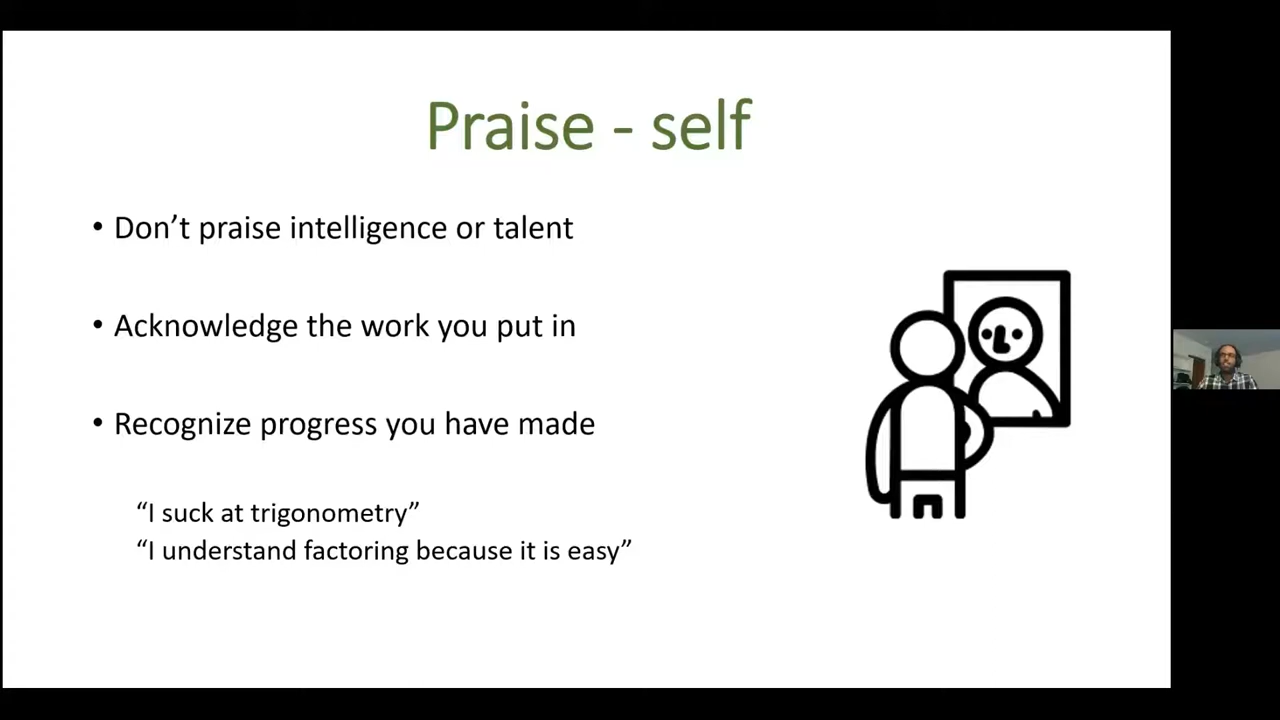 Praise - self
• Don’t praise intelligence or talent
• Acknowledge the work you put in
• Recognize progress you have made
“I suck at trigonometry”
“I understand factoring because it is easy”